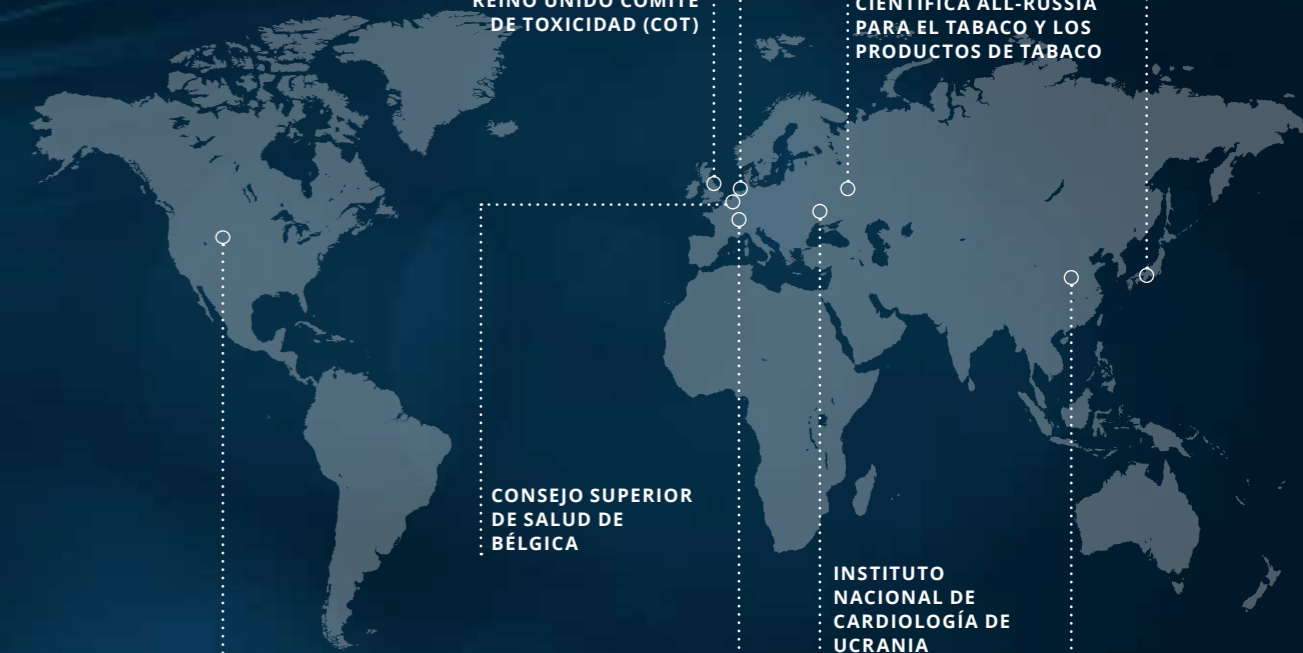 REINO UNIDO COMITÉ
DE TOXICIDAD (COT)
CIENTÍFICA ALL-RUSSIA
PARA EL TABACO Y LOS
PRODUCTOS DE TABACO
CONSEJO SUPERIOR
DE SALUD DE
BÉLGICA
INSTITUTO
NACIONAL DE
CARDIOLOGÍA DE
UCRANIA